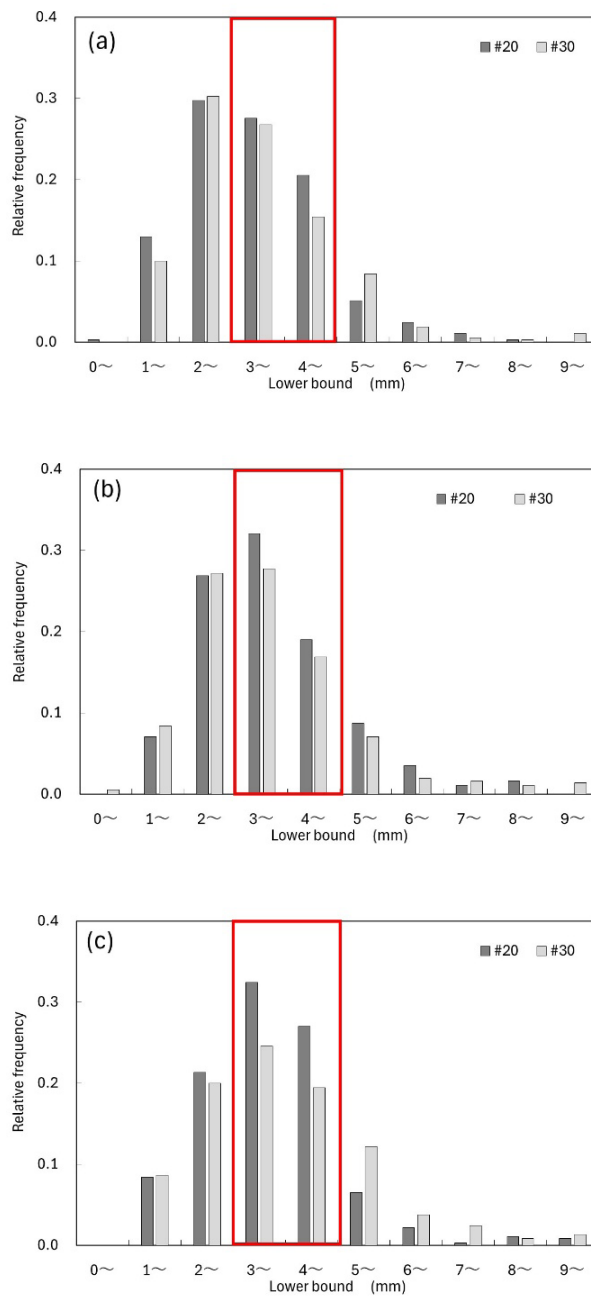 (a)
#20 #30
0.4
0.3
0.2
0.1
0.0
Relative frequency
0〜 1〜 2〜 3〜 4〜 5〜 6〜 7〜 8〜 9〜
Lower bound (mm)
(b)
#20 #30
0.4
0.3
0.2
0.1
0.0
Relative frequency
0〜 1〜 2〜 3〜 4〜 5〜 6〜 7〜 8〜 9〜
Lower bound (mm)
(c)
#20 #30
0.4
0.3
0.2
0.1
0.0
Relative frequency
0〜 1〜 2〜 3〜 4〜 5〜 6〜 7〜 8〜 9〜
Lower bound (mm)